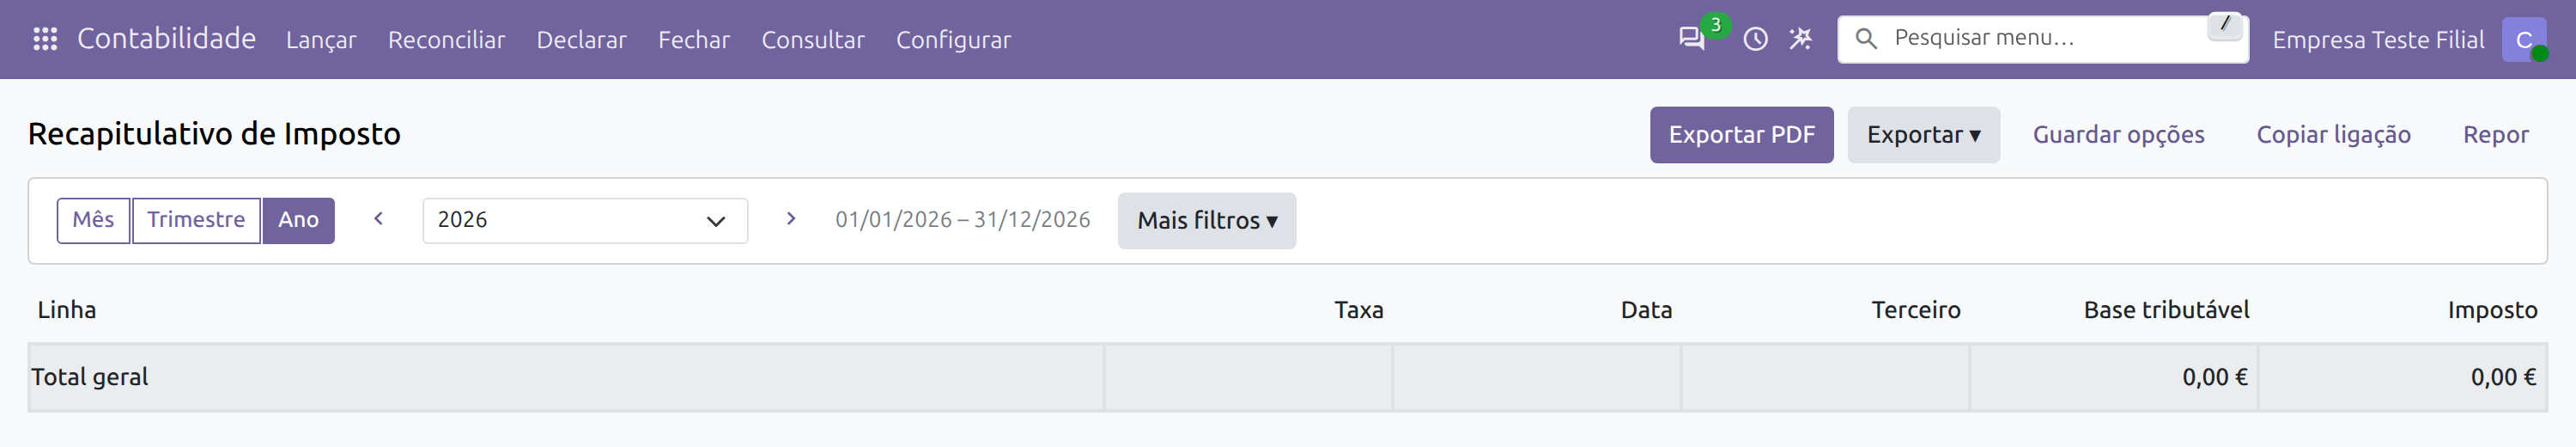 Contabilidade Lançar Reconciliar Declarar Fechar Consultar Configurar 3 Pesquisar menu... / Empresa Teste Filial C
Recapitulativo de Imposto Exportar PDF Exportar ▾ Guardar opções Copiar ligação Repor
Mês Trimestre Ano 2026 01/01/2026 – 31/12/2026 Mais filtros ▾
Linha Taxa Data Terceiro Base tributável Imposto
Total geral 0,00 € 0,00 €